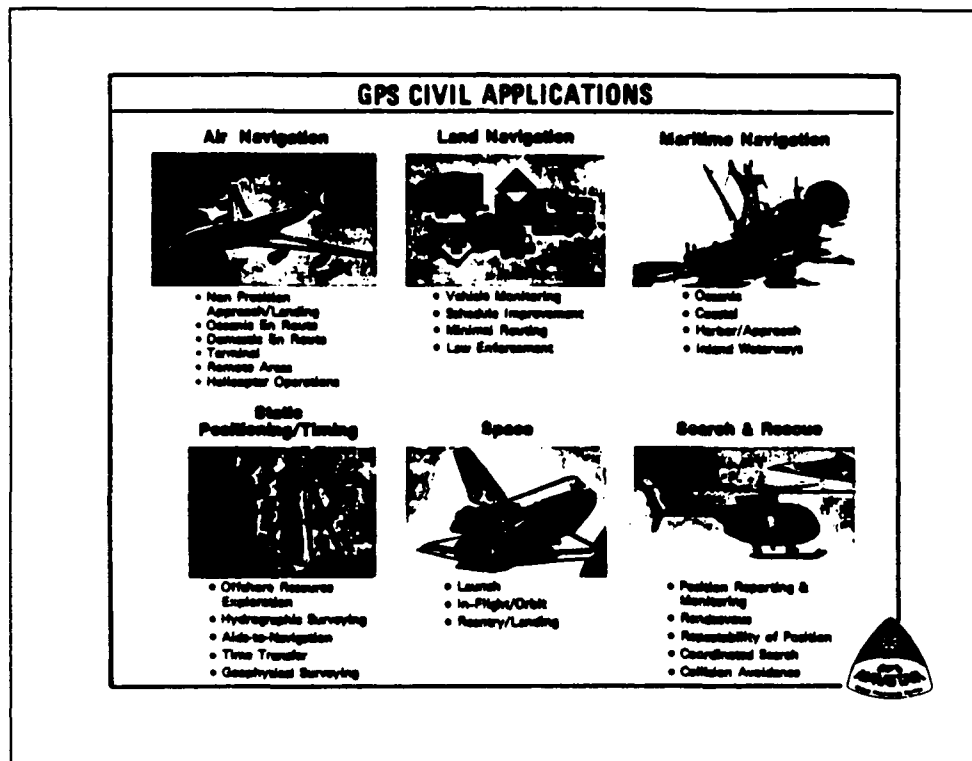 GPS CIVIL APPLICATIONS
Air Navigation
• Non Precision
Approach/Landing
• Oceanic En Route
• Domestic En Route
• Terminal
• Remote Areas
• Helicopter Operations
Land Navigation
• Vehicle Monitoring
• Schedule Improvement
• Minimal Routing
• Law Enforcement
Maritime Navigation
• Oceanic
• Coastal
• Harbor/Approach
• Inland Waterways
Static
Positioning/Timing
• Offshore Resource
Exploration
• Hydrographic Surveying
• Aids-to-Navigation
• Time Transfer
• Geophysical Surveying
Space
• Launch
• In-Flight/Orbit
• Reentry/Landing
Search & Rescue
• Position Reporting &
Monitoring
• Rendezvous
• Repeatability of Position
• Coordinated Search
• Collision Avoidance